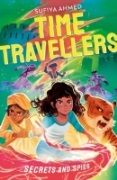 SUFIYA AHMED
TIME
TRAVELLERS
SECRETS AND SPIES